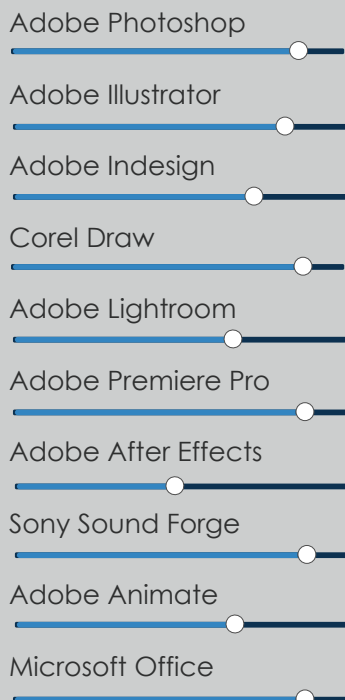 Adobe Photoshop
Adobe Illustrator
Adobe Indesign
Corel Draw
Adobe Lightroom
Adobe Premiere Pro
Adobe After Effects
Sony Sound Forge
Adobe Animate
Microsoft Office